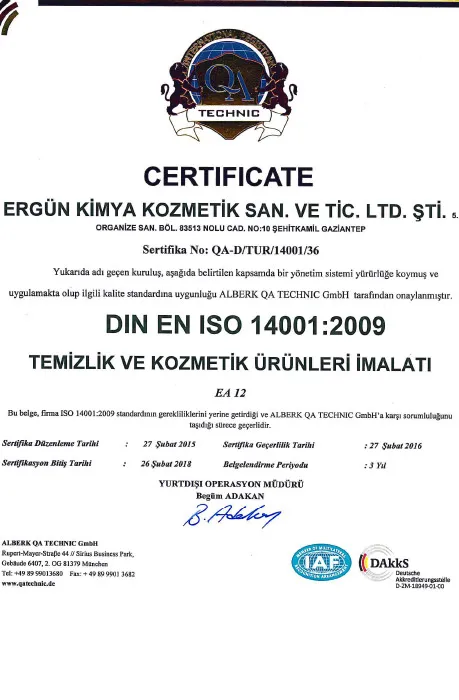 INTERNATIONAL REGISTRAR
QA
TECHNIC
CERTIFICATE
ERGÜN KİMYA KOZMETİK SAN. VE TİC. LTD. ŞTİ. 5.
ORGANIZE SAN. BÖL. 83513 NOLU CAD. NO:10 ŞEHİTKAMİL GAZİANTEP
Sertifika No: QA-D/TUR/14001/36
Yukarıda adı geçen kuruluş, aşağıda belirtilen kapsamda bir yönetim sistemi yürürlüğe koymuş ve
uygulamakta olup ilgili kalite standardına uygunluğu ALBERK QA TECHNIC GmbH tarafından onaylanmıştır.
DIN EN ISO 14001:2009
TEMİZLİK VE KOZMETİK ÜRÜNLERİ İMALATI
EA 12
Bu belge, firma ISO 14001:2009 standardının gerekliliklerini yerine getirdiği ve ALBERK QA TECHNIC GmbH'a karşı sorumluluğunu
taşıdığı sürece geçerlidir.
Sertifika Düzenleme Tarihi : 27 Şubat 2015 Sertifika Geçerlilik Tarihi : 27 Şubat 2016
Sertifikasyon Bitiş Tarihi : 26 Şubat 2018 Belgelendirme Periyodu : 3 Yıl
YURTDIŞI OPERASYON MÜDÜRÜ
Begüm ADAKAN
B. Adakan
ALBERK QA TECHNIC GmbH
Rupert-Mayer-Straße 44 // Sirius Business Park,
Gebäude 6407, 2. OG 81379 München
Tel: +49 89 99013680 Fax: + 49 89 9901 3682
www.qatechnic.de
IAF
DAkkS
Deutsche
Akkreditierungsstelle
D-ZM-18949-01-00